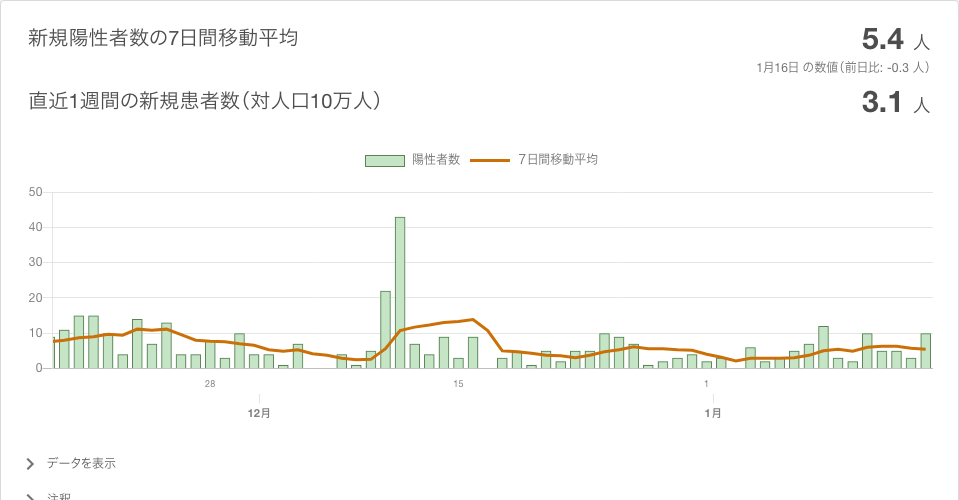 新規陽性者数の7日間移動平均
5.4 人
1月16日 の数値（前日比: -0.3 人）
直近1週間の新規患者数（対人口10万人）
3.1 人
陽性者数 7日間移動平均
50
40
30
20
10
0
28 15 1
12月 1月
データを表示
注釈